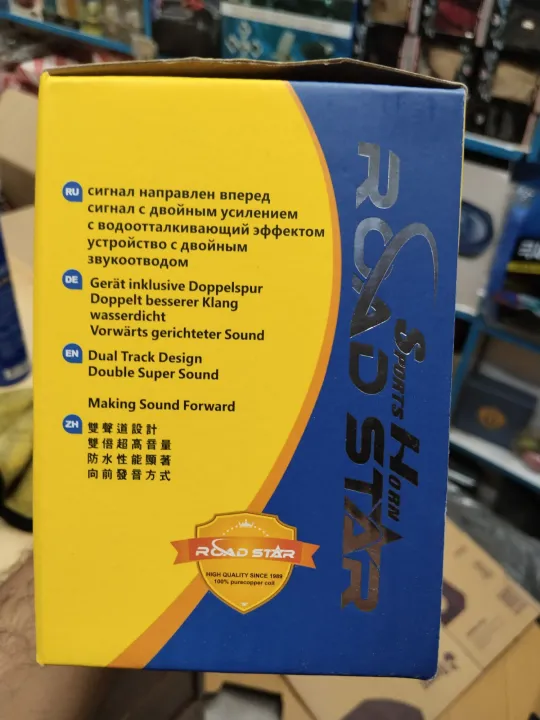 RU
сигнал направлен вперед
сигнал с двойным усилением
с водоотталкивающий эффектом
устройство с двойным
звукоотводом
DE
Gerät inklusive Doppelspur
Doppelt besserer Klang
wasserdicht
Vorwärts gerichteter Sound
EN
Dual Track Design
Double Super Sound
Making Sound Forward
ZH
雙聲道設計
雙倍超高音量
防水性能顯著
向前發音方式
ROAD STAR
SPORTS HORN
ROAD STAR
HIGH QUALITY SINCE 1989
100% purecopper coil